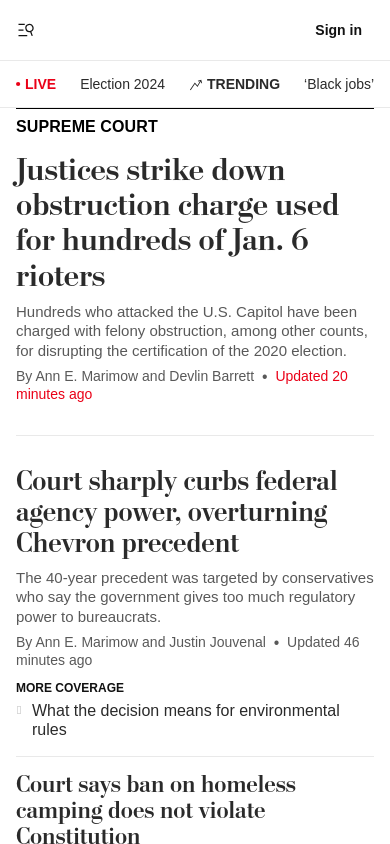 Sign in
• LIVE Election 2024 TRENDING ‘Black jobs’
SUPREME COURT
Justices strike down
obstruction charge used
for hundreds of Jan. 6
rioters
Hundreds who attacked the U.S. Capitol have been
charged with felony obstruction, among other counts,
for disrupting the certification of the 2020 election.
By Ann E. Marimow and Devlin Barrett • Updated 20
minutes ago
Court sharply curbs federal
agency power, overturning
Chevron precedent
The 40-year precedent was targeted by conservatives
who say the government gives too much regulatory
power to bureaucrats.
By Ann E. Marimow and Justin Jouvenal • Updated 46
minutes ago
MORE COVERAGE
What the decision means for environmental
rules
Court says ban on homeless
camping does not violate
Constitution